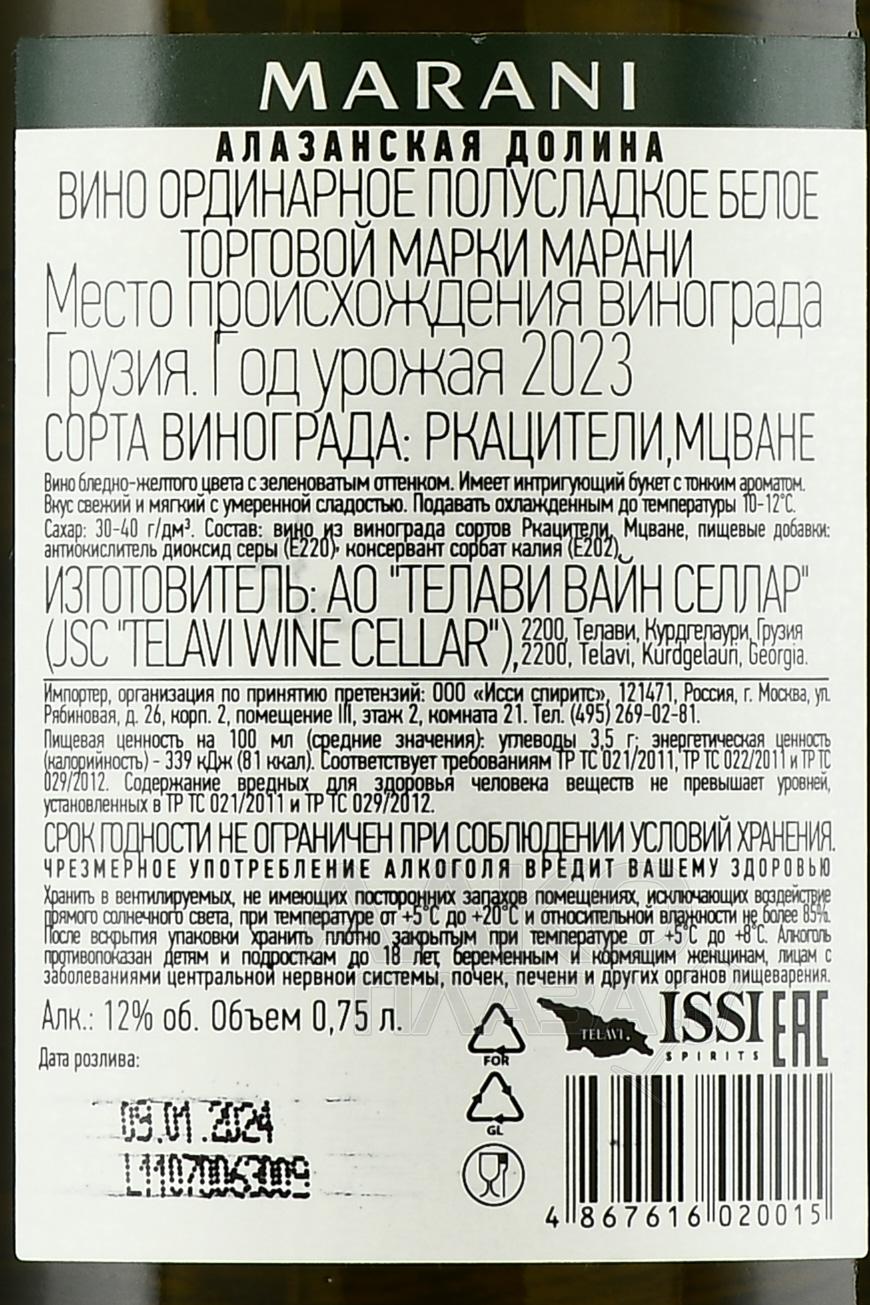 MARANI
АЛАЗАНСКАЯ ДОЛИНА
ВИНО ОРДИНАРНОЕ ПОЛУСЛАДКОЕ БЕЛОЕ
ТОРГОВОЙ МАРКИ МАРАНИ
Место происхождения винограда
Грузия. Год урожая 2023
СОРТА ВИНОГРАДА: РКАЦИТЕЛИ,МЦВАНЕ
Вино бледно-желтого цвета с зеленоватым оттенком. Имеет интригующий букет с тонким ароматом.
Вкус свежий и мягкий с умеренной сладостью. Подавать охлажденным до температуры 10-12°С.
Сахар: 30-40 г/дм³. Состав: вино из винограда сортов Ркацители, Мцване, пищевые добавки:
антиокислитель диоксид серы (Е220), консервант сорбат калия (Е202).
ИЗГОТОВИТЕЛЬ: АО "ТЕЛАВИ ВАЙН СЕЛЛАР"
(JSC "TELAVI WINE CELLAR"), 2200, Телави, Курдгелаури, Грузия
2200, Telavi, Kurdgelauri, Georgia.
Импортер, организация по принятию претензий: ООО «Исси спиритс», 121471, Россия, г. Москва, ул.
Рябиновая, д. 26, корп. 2, помещение III, этаж 2, комната 21. Тел. (495) 269-02-81.
Пищевая ценность на 100 мл (средние значения): углеводы 3,5 г; энергетическая ценность
(калорийность) - 339 кДж (81 ккал). Соответствует требованиям ТР ТС 021/2011, ТР ТС 022/2011 и ТР ТС
029/2012. Содержание вредных для здоровья человека веществ не превышает уровней,
установленных в ТР ТС 021/2011 и ТР ТС 029/2012.
СРОК ГОДНОСТИ НЕ ОГРАНИЧЕН ПРИ СОБЛЮДЕНИИ УСЛОВИЙ ХРАНЕНИЯ.
ЧРЕЗМЕРНОЕ УПОТРЕБЛЕНИЕ АЛКОГОЛЯ ВРЕДИТ ВАШЕМУ ЗДОРОВЬЮ
Хранить в вентилируемых, не имеющих посторонних запахов помещениях, исключающих воздействие
прямого солнечного света, при температуре от +5°С до +20°С и относительной влажности не более 85%.
После вскрытия упаковки хранить плотно закрытым при температуре от +5°С до +8°С. Алкоголь
противопоказан детям и подросткам до 18 лет, беременным и кормящим женщинам, лицам с
заболеваниями центральной нервной системы, почек, печени и других органов пищеварения.
Алк.: 12% об. Объем 0,75 л.
Дата розлива:
09.01.2024
L11070063009
FOR
GL
TELAVI
ISSI
SPIRITS
EAC
4 867616 020015
АЛКО
ПЛАЗА